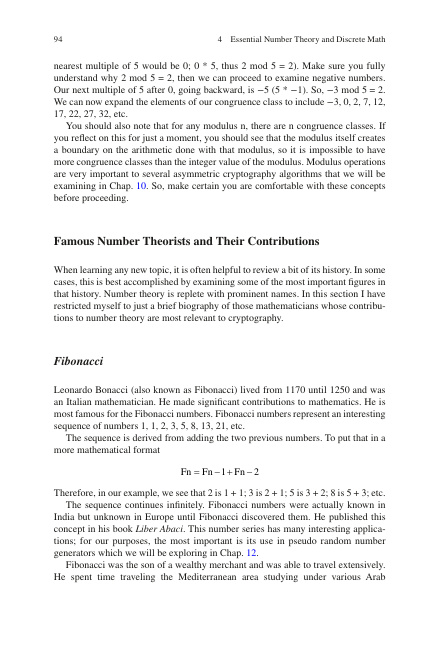 94 4 Essential Number Theory and Discrete Math
nearest multiple of 5 would be 0; 0 * 5, thus 2 mod 5 = 2). Make sure you fully
understand why 2 mod 5 = 2, then we can proceed to examine negative numbers.
Our next multiple of 5 after 0, going backward, is −5 (5 * −1). So, −3 mod 5 = 2.
We can now expand the elements of our congruence class to include −3, 0, 2, 7, 12,
17, 22, 27, 32, etc.
You should also note that for any modulus n, there are n congruence classes. If
you reflect on this for just a moment, you should see that the modulus itself creates
a boundary on the arithmetic done with that modulus, so it is impossible to have
more congruence classes than the integer value of the modulus. Modulus operations
are very important to several asymmetric cryptography algorithms that we will be
examining in Chap. 10. So, make certain you are comfortable with these concepts
before proceeding.
Famous Number Theorists and Their Contributions
When learning any new topic, it is often helpful to review a bit of its history. In some
cases, this is best accomplished by examining some of the most important figures in
that history. Number theory is replete with prominent names. In this section I have
restricted myself to just a brief biography of those mathematicians whose contribu-
tions to number theory are most relevant to cryptography.
Fibonacci
Leonardo Bonacci (also known as Fibonacci) lived from 1170 until 1250 and was
an Italian mathematician. He made significant contributions to mathematics. He is
most famous for the Fibonacci numbers. Fibonacci numbers represent an interesting
sequence of numbers 1, 1, 2, 3, 5, 8, 13, 21, etc.
The sequence is derived from adding the two previous numbers. To put that in a
more mathematical format
Fn = Fn − 1 + Fn − 2
Therefore, in our example, we see that 2 is 1 + 1; 3 is 2 + 1; 5 is 3 + 2; 8 is 5 + 3; etc.
The sequence continues infinitely. Fibonacci numbers were actually known in
India but unknown in Europe until Fibonacci discovered them. He published this
concept in his book Liber Abaci. This number series has many interesting applica-
tions; for our purposes, the most important is its use in pseudo random number
generators which we will be exploring in Chap. 12.
Fibonacci was the son of a wealthy merchant and was able to travel extensively.
He spent time traveling the Mediterranean area studying under various Arab